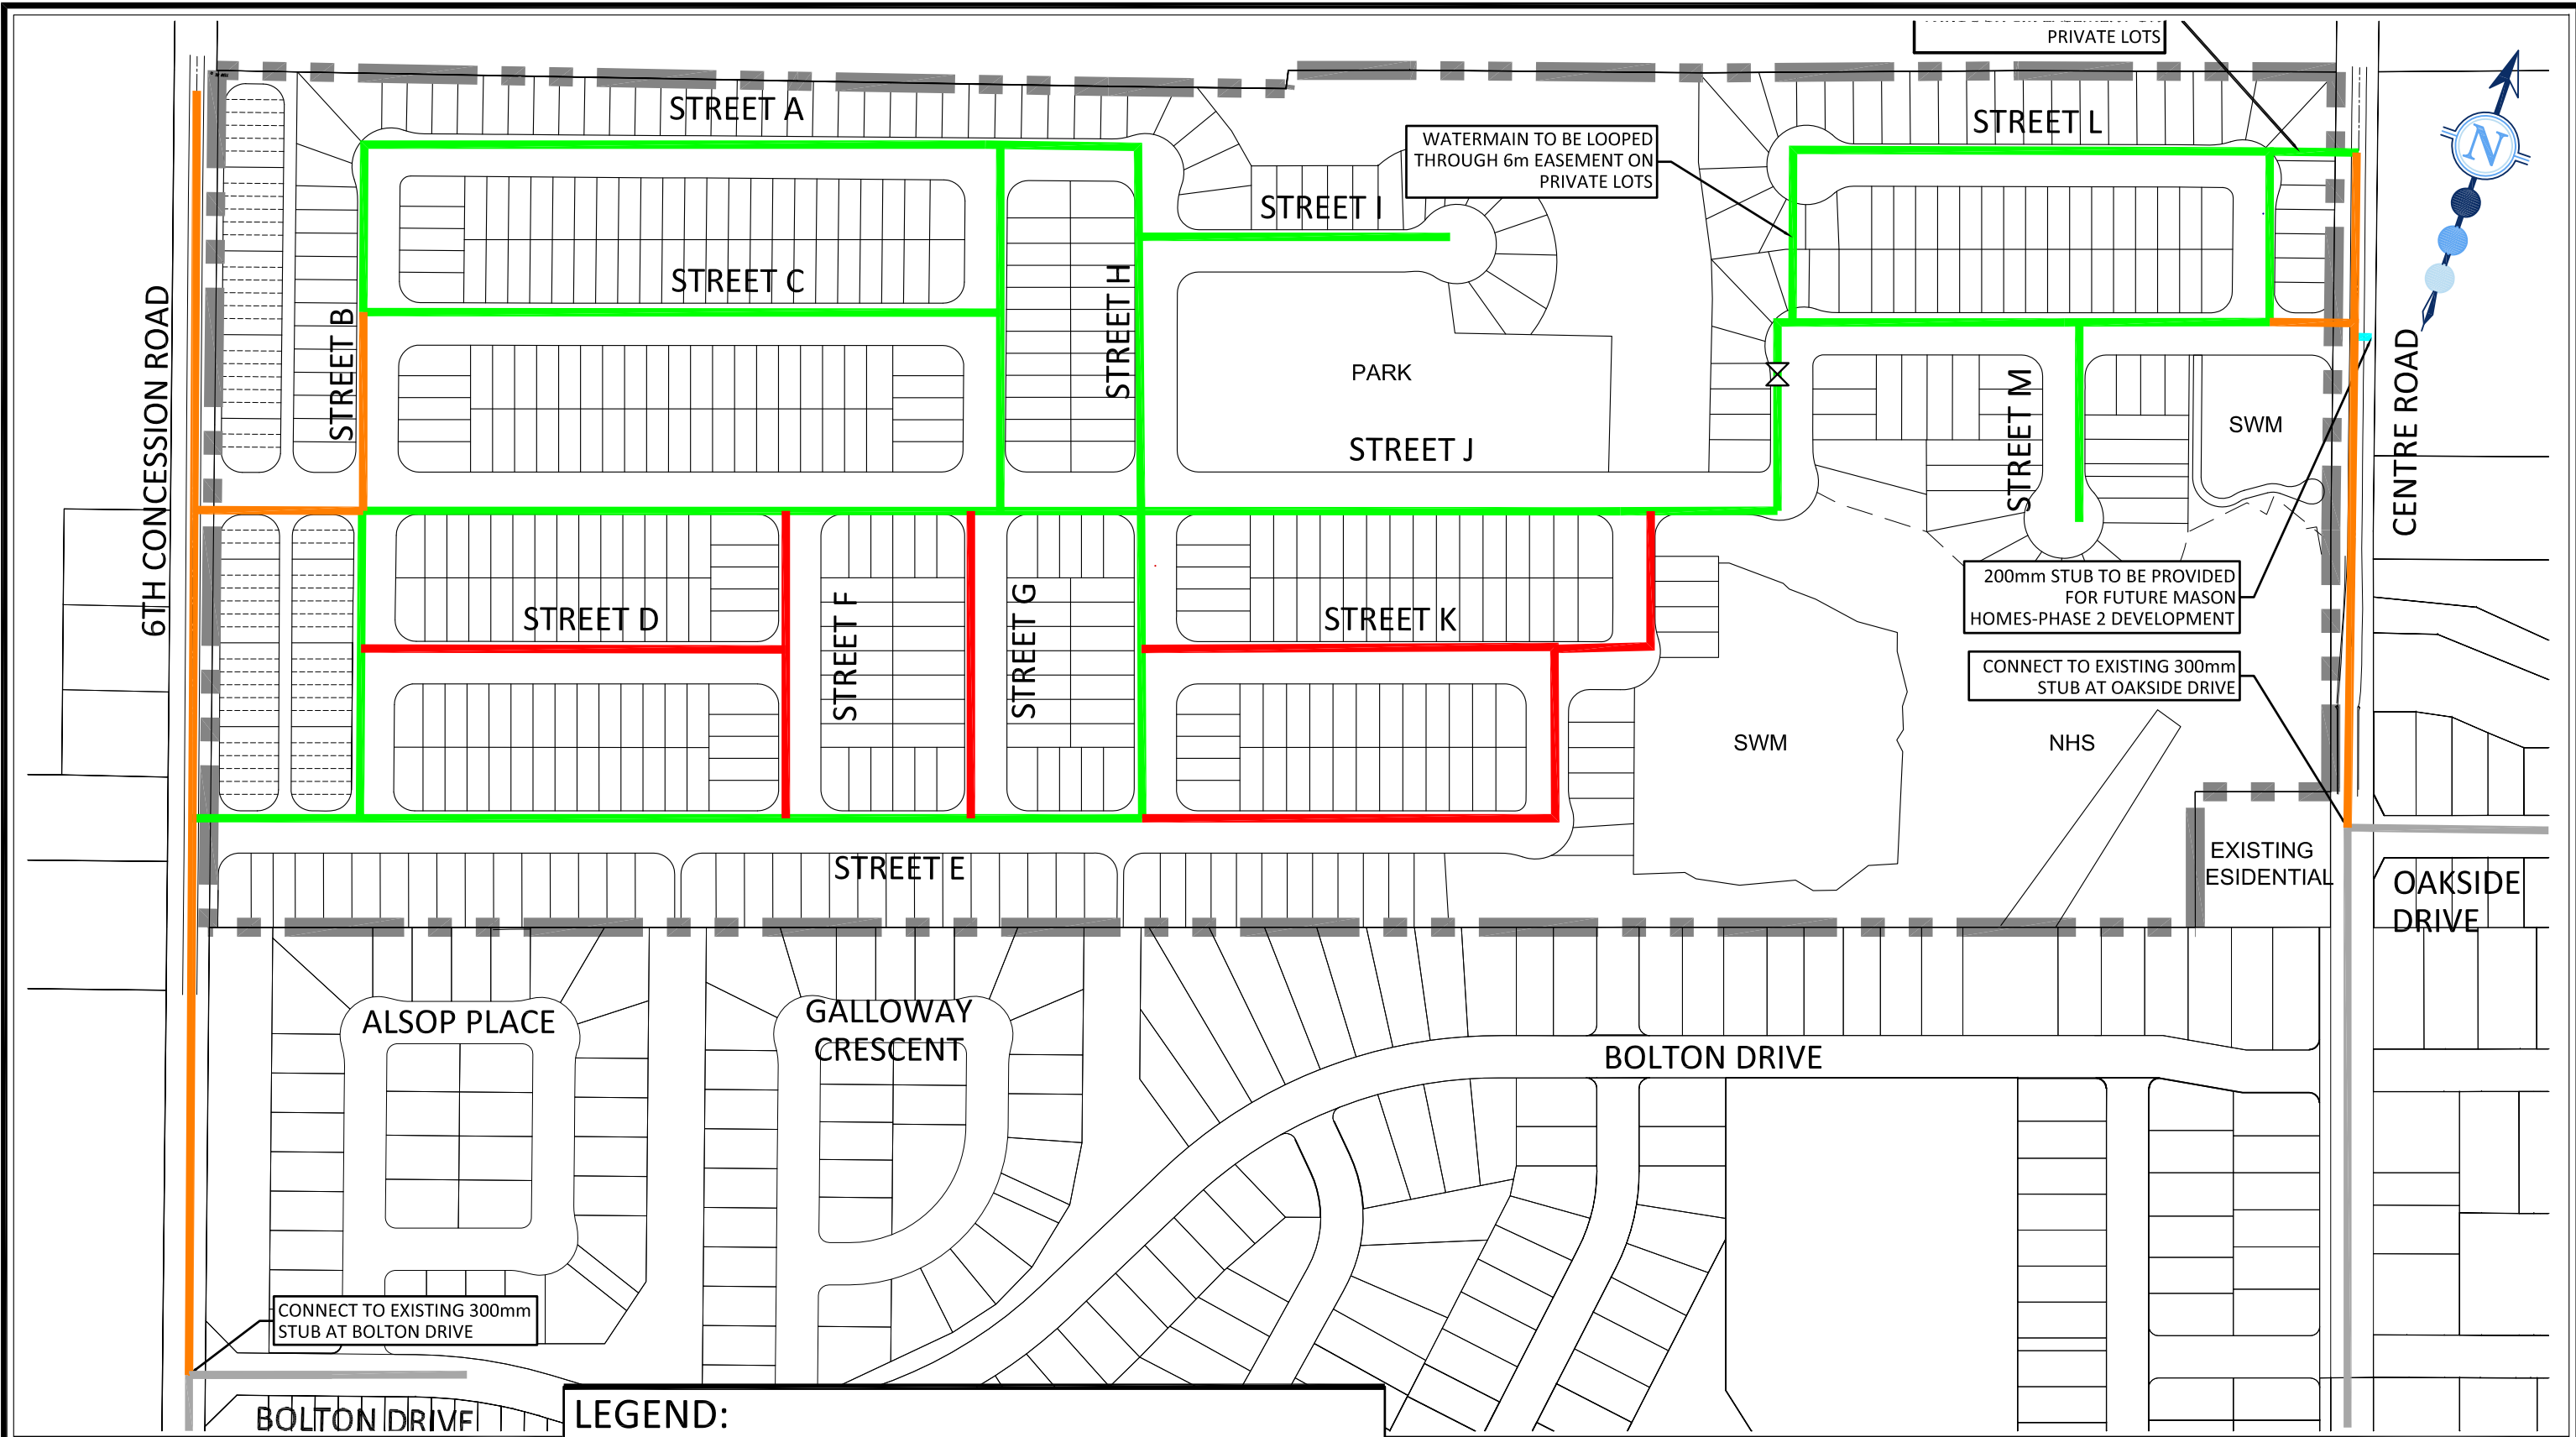 PRIVATE LOTS
STREET A
STREET L
WATERMAIN TO BE LOOPED
THROUGH 6m EASEMENT ON
PRIVATE LOTS
N
STREET I
STREET C
STREET H
6TH CONCESSION ROAD
STREET B
PARK
STREET J
STREET M
SWM
CENTRE ROAD
200mm STUB TO BE PROVIDED
FOR FUTURE MASON
HOMES-PHASE 2 DEVELOPMENT
STREET D
STREET F
STREET G
STREET K
CONNECT TO EXISTING 300mm
STUB AT OAKSIDE DRIVE
SWM
NHS
STREET E
EXISTING
ESIDENTIAL
OAKSIDE
DRIVE
ALSOP PLACE
GALLOWAY
CRESCENT
BOLTON DRIVE
CONNECT TO EXISTING 300mm
STUB AT BOLTON DRIVE
BOLTON DRIVE
LEGEND: